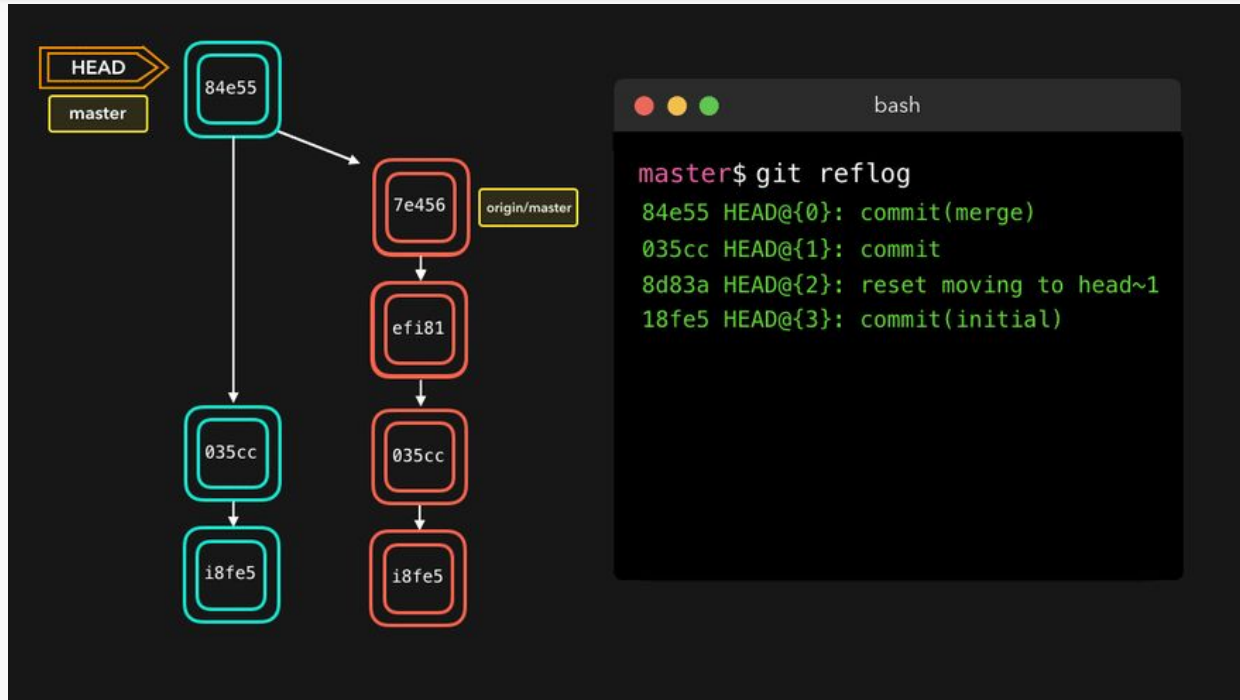 HEAD
master
84e55
7e456
origin/master
efi81
035cc
035cc
i8fe5
i8fe5
bash
master$ git reflog
84e55 HEAD@{0}: commit(merge)
035cc HEAD@{1}: commit
8d83a HEAD@{2}: reset moving to head~1
18fe5 HEAD@{3}: commit(initial)